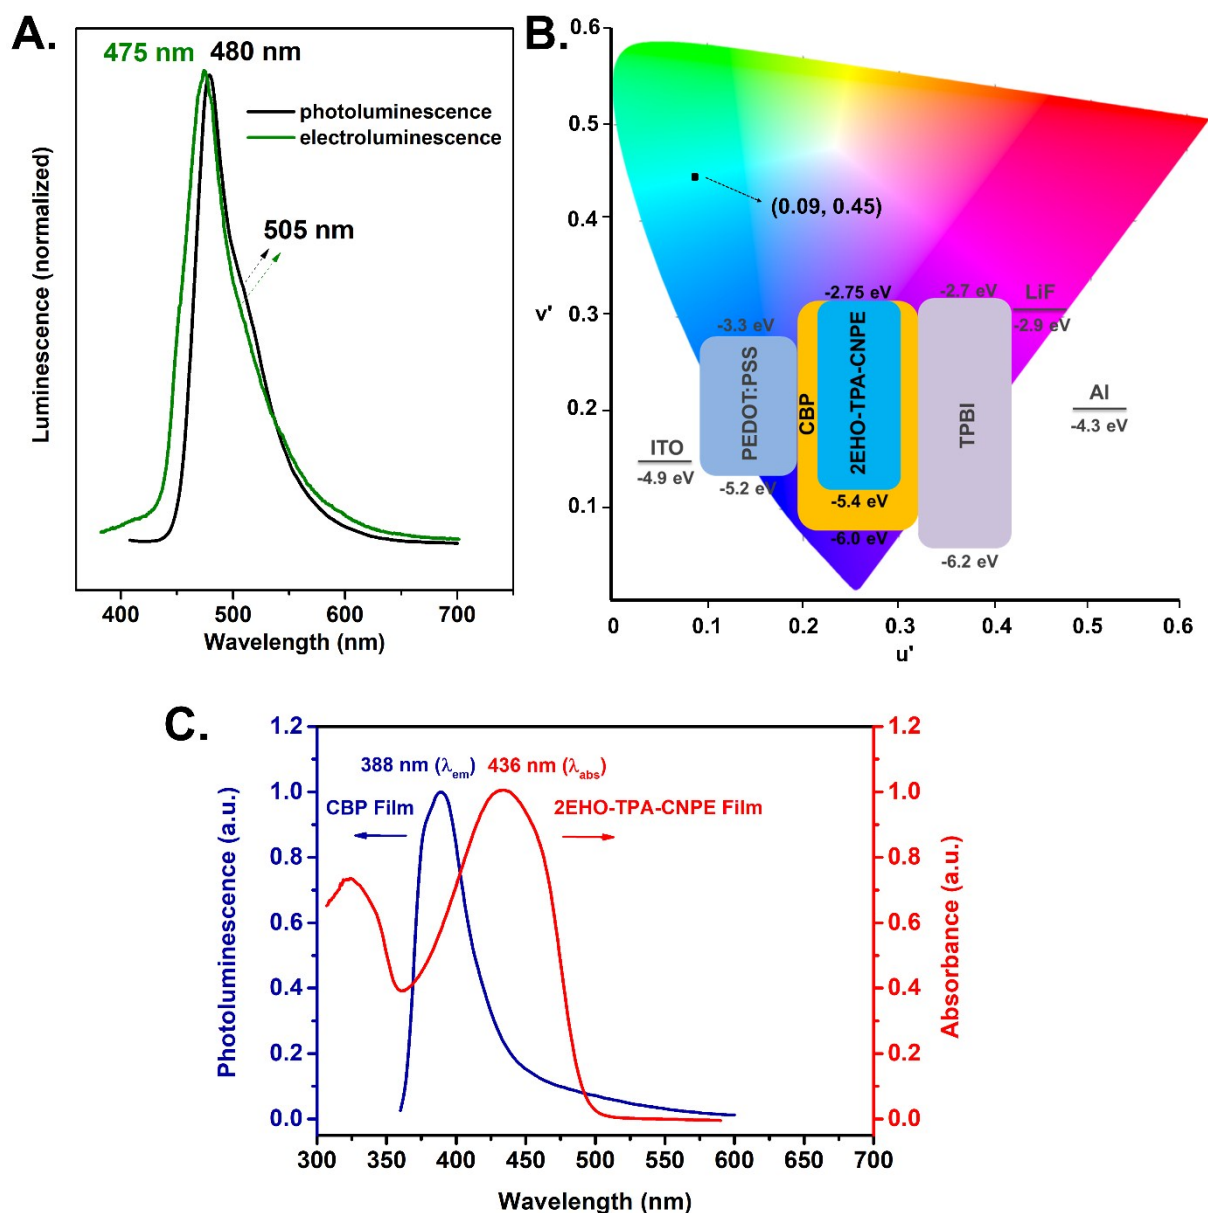 A.
475 nm 480 nm
photoluminescence
electroluminescence
505 nm
Luminescence (normalized)
400 500 600 700
Wavelength (nm)
B.
0.6
0.5
0.4
0.3
0.2
0.1
v'
(0.09, 0.45)
-2.75 eV
-2.7 eV
LiF
-3.3 eV
-2.9 eV
PEDOT:PSS
CBP
2EHO-TPA-CNPE
TPBI
Al
-4.3 eV
ITO
-4.9 eV
-5.2 eV
-5.4 eV
-6.0 eV
-6.2 eV
0 0.1 0.2 0.3 0.4 0.5 0.6
u'
C.
1.2
1.0
0.8
0.6
0.4
0.2
0.0
Photoluminescence (a.u.)
388 nm (λem) 436 nm (λabs)
CBP Film 2EHO-TPA-CNPE Film
1.2
1.0
0.8
0.6
0.4
0.2
0.0
Absorbance (a.u.)
300 350 400 450 500 550 600 650 700
Wavelength (nm)